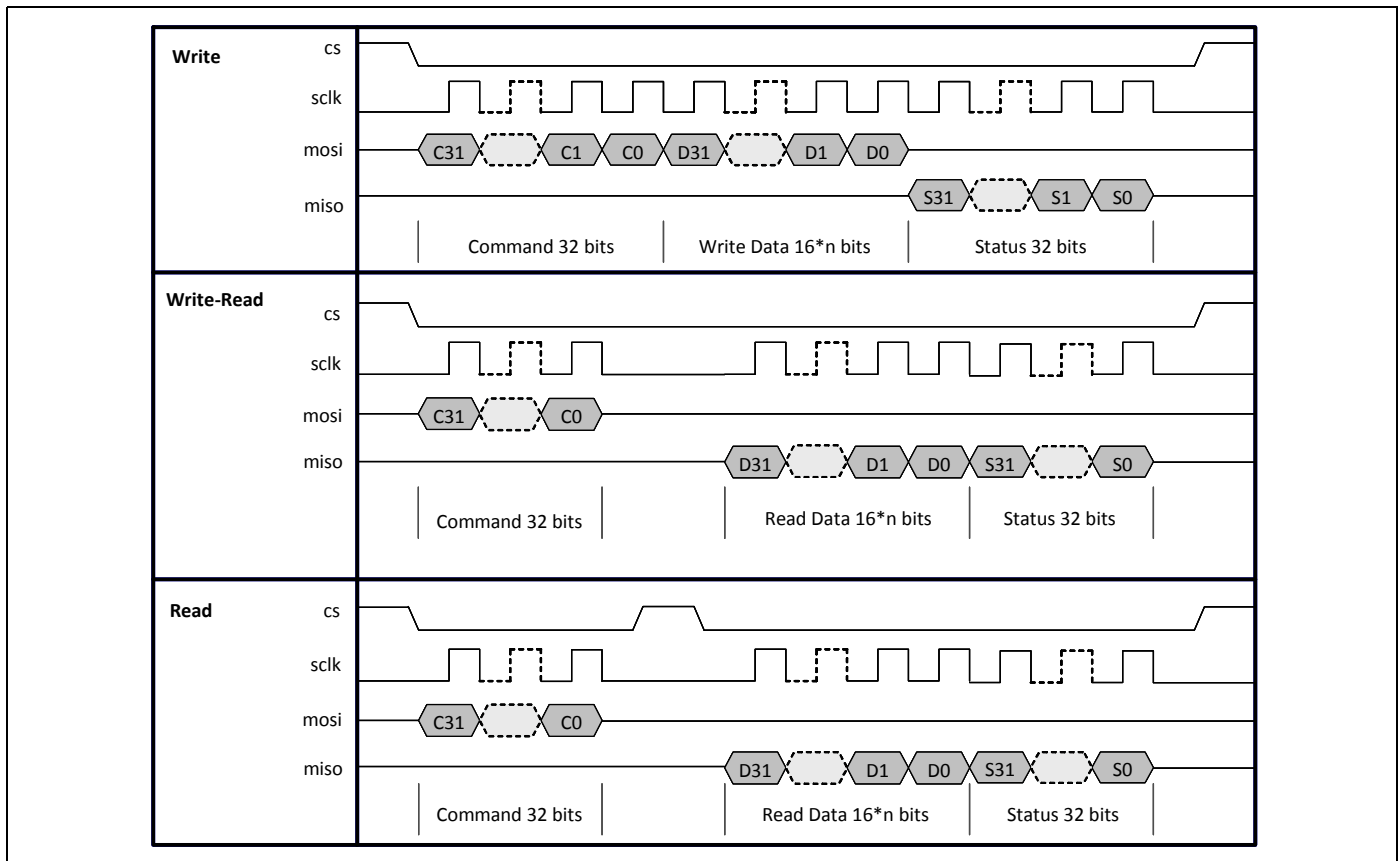 Write
cs
sclk
mosi C31 C1 C0 D31 D1 D0
miso S31 S1 S0
Command 32 bits Write Data 16*n bits Status 32 bits
Write-Read
cs
sclk
mosi C31 C0
miso D31 D1 D0 S31 S0
Command 32 bits Read Data 16*n bits Status 32 bits
Read cs
sclk
mosi C31 C0
miso D31 D1 D0 S31 S0
Command 32 bits Read Data 16*n bits Status 32 bits